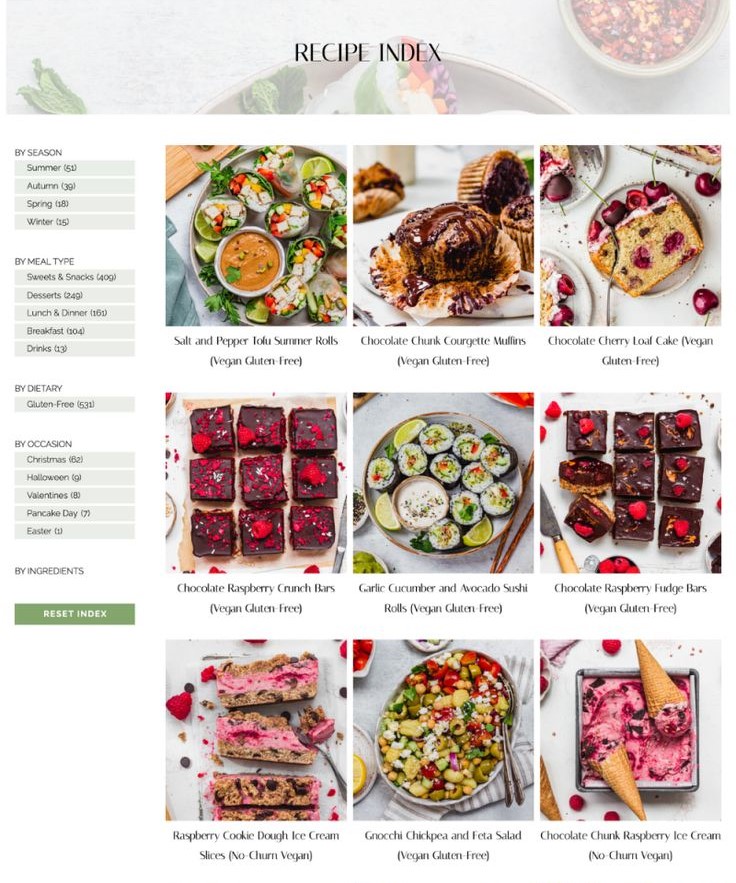 RECIPE INDEX
BY SEASON
Summer (51)
Autumn (39)
Spring (18)
Winter (15)
BY MEAL TYPE
Sweets & Snacks (409)
Desserts (249)
Lunch & Dinner (161)
Breakfast (104)
Drinks (13)
BY DIETARY
Gluten-Free (531)
BY OCCASION
Christmas (62)
Halloween (9)
Valentines (8)
Pancake Day (7)
Easter (1)
BY INGREDIENTS
RESET INDEX
Salt and Pepper Tofu Summer Rolls
(Vegan Gluten-Free)
Chocolate Chunk Courgette Muffins
(Vegan Gluten-Free)
Chocolate Cherry Loaf Cake (Vegan
Gluten-Free)
Chocolate Raspberry Crunch Bars
(Vegan Gluten-Free)
Garlic Cucumber and Avocado Sushi
Rolls (Vegan Gluten-Free)
Chocolate Raspberry Fudge Bars
(Vegan Gluten-Free)
Raspberry Cookie Dough Ice Cream
Slices (No-Churn Vegan)
Gnocchi Chickpea and Feta Salad
(Vegan Gluten-Free)
Chocolate Chunk Raspberry Ice Cream
(No-Churn Vegan)